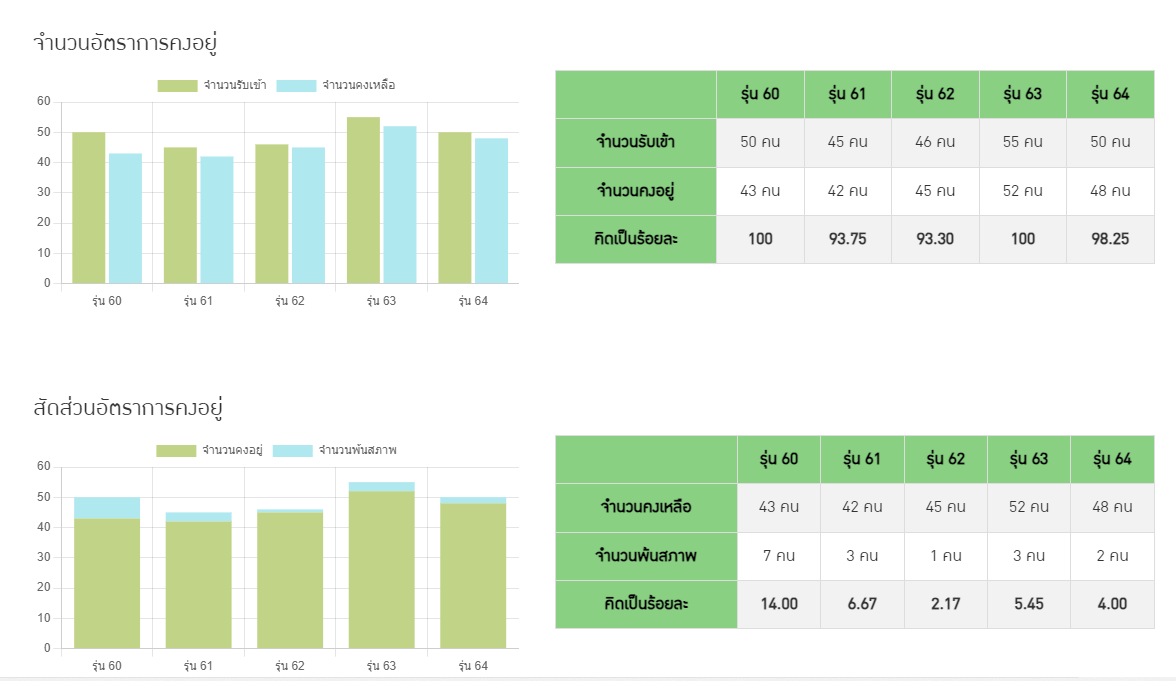 จำนวนอัตราการคงอยู่
จำนวนรับเข้า จำนวนคงเหลือ
60
50
40
30
20
10
0
รุ่น 60 รุ่น 61 รุ่น 62 รุ่น 63 รุ่น 64
รุ่น 60 รุ่น 61 รุ่น 62 รุ่น 63 รุ่น 64
จำนวนรับเข้า 50 คน 45 คน 46 คน 55 คน 50 คน
จำนวนคงอยู่ 43 คน 42 คน 45 คน 52 คน 48 คน
คิดเป็นร้อยละ 100 93.75 93.30 100 98.25
สัดส่วนอัตราการคงอยู่
จำนวนคงอยู่ จำนวนพ้นสภาพ
60
50
40
30
20
10
0
รุ่น 60 รุ่น 61 รุ่น 62 รุ่น 63 รุ่น 64
รุ่น 60 รุ่น 61 รุ่น 62 รุ่น 63 รุ่น 64
จำนวนคงเหลือ 43 คน 42 คน 45 คน 52 คน 48 คน
จำนวนพ้นสภาพ 7 คน 3 คน 1 คน 3 คน 2 คน
คิดเป็นร้อยละ 14.00 6.67 2.17 5.45 4.00